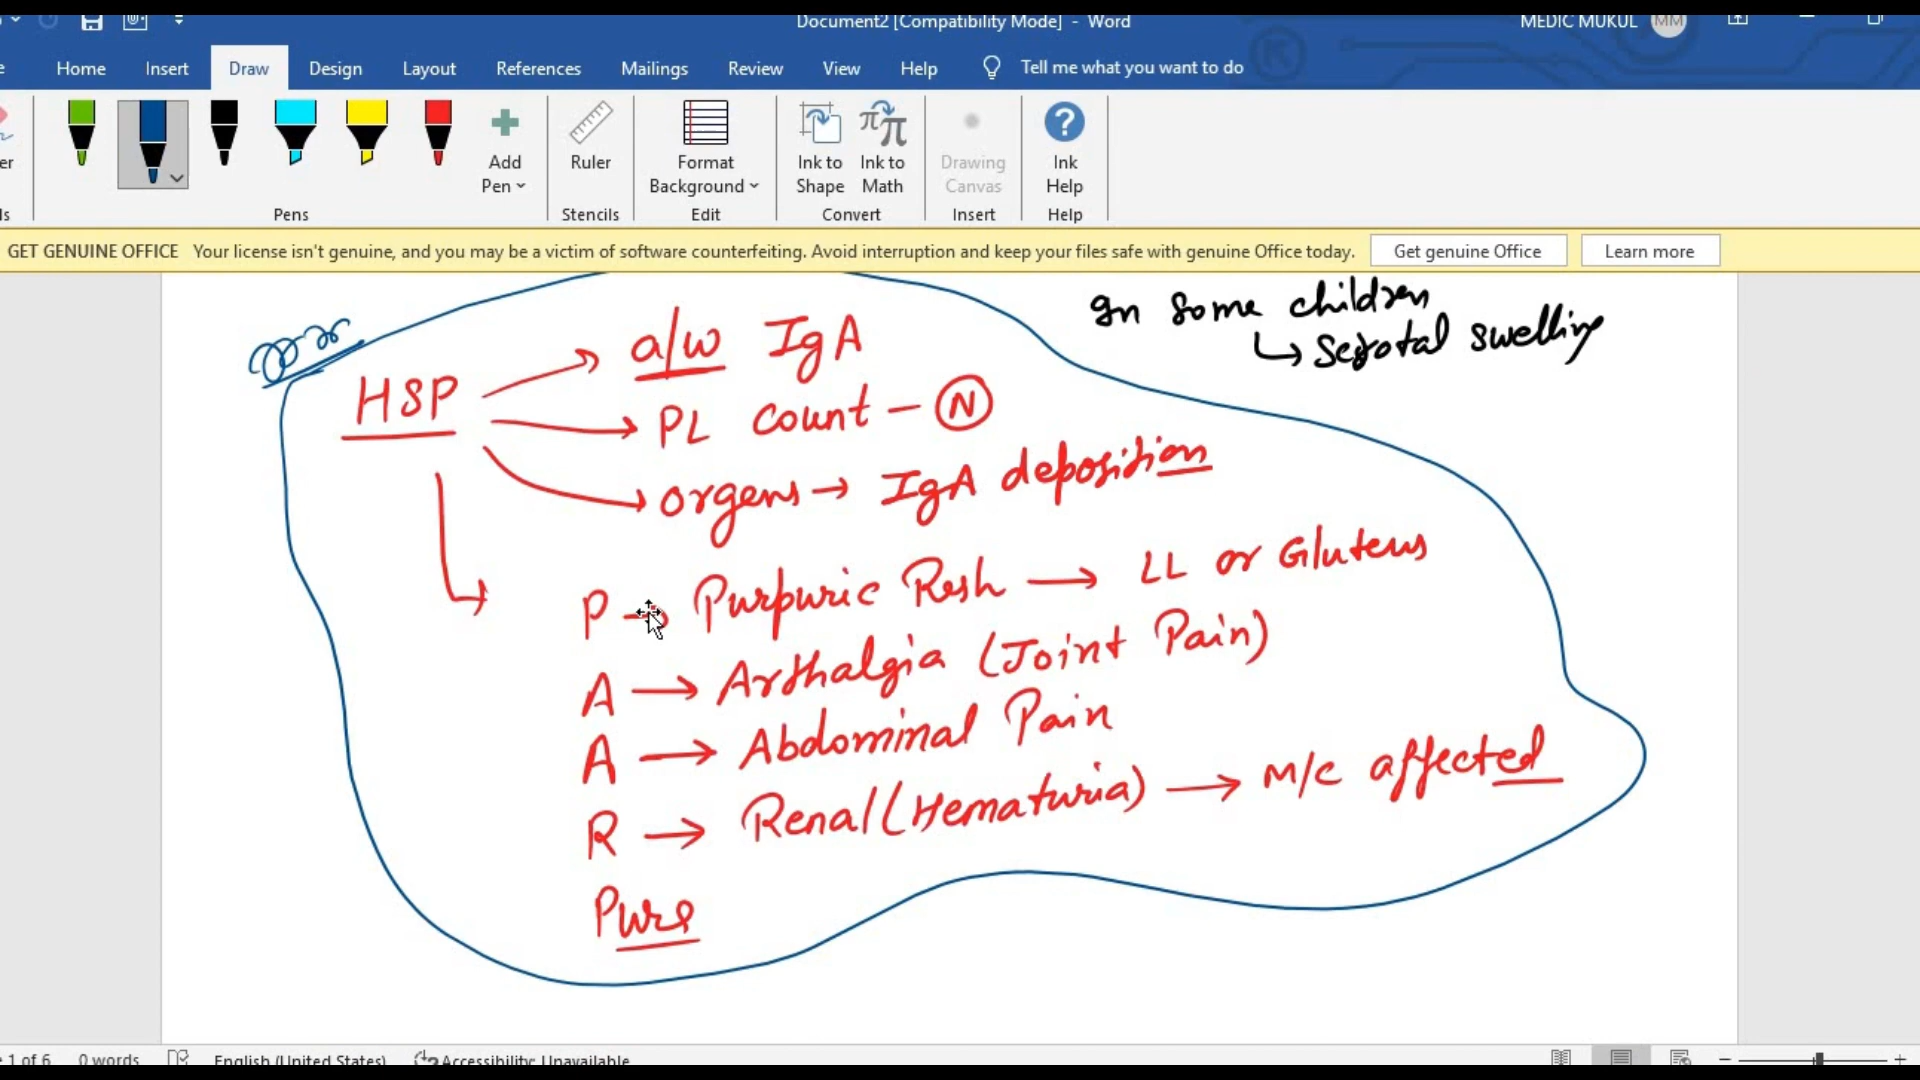 Document2 [Compatibility Mode] - Word
MEDIC MUKUL MM
Home Insert Draw Design Layout References Mailings Review View Help Tell me what you want to do
Add Pen
Ruler
Format Background
Ink to Shape
Ink to Math
Drawing Canvas
Ink Help
Pens Stencils Edit Convert Insert Help
GET GENUINE OFFICE Your license isn't genuine, and you may be a victim of software counterfeiting. Avoid interruption and keep your files safe with genuine Office today. Get genuine Office Learn more
In some children
↳ Scrotal swelling
HSP → a/w IgA
→ PL count - N
→ orgens → IgA deposition
P → Purpuric Resh → LL or Gluteus
A → Arthalgia (Joint Pain)
A → Abdominal Pain
R → Renal (Hematuria) → M/C affected
1 of 6 0 words English (United States) Accessibility: Unavailable